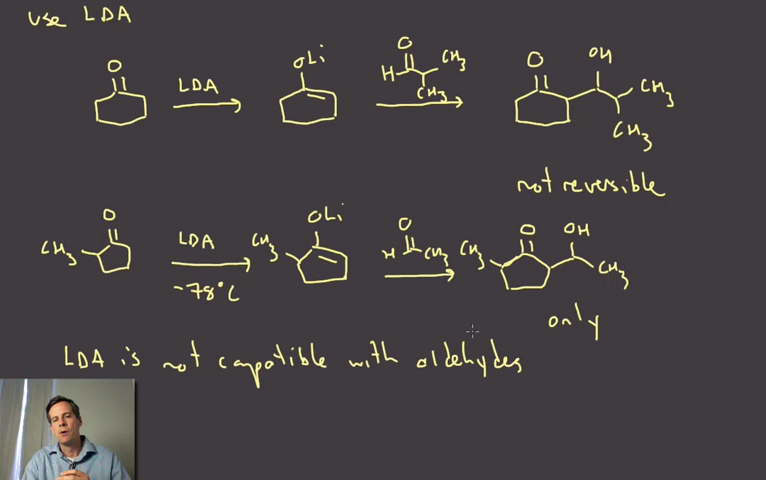 use LDA
O
LDA
OLi
O
H
CH3
CH3
O
OH
CH3
CH3
not reversible
CH3
O
LDA
-78°C
CH3
OLi
O
H
CH3
CH3
O
OH
CH3
only
LDA is not compatible with aldehydes